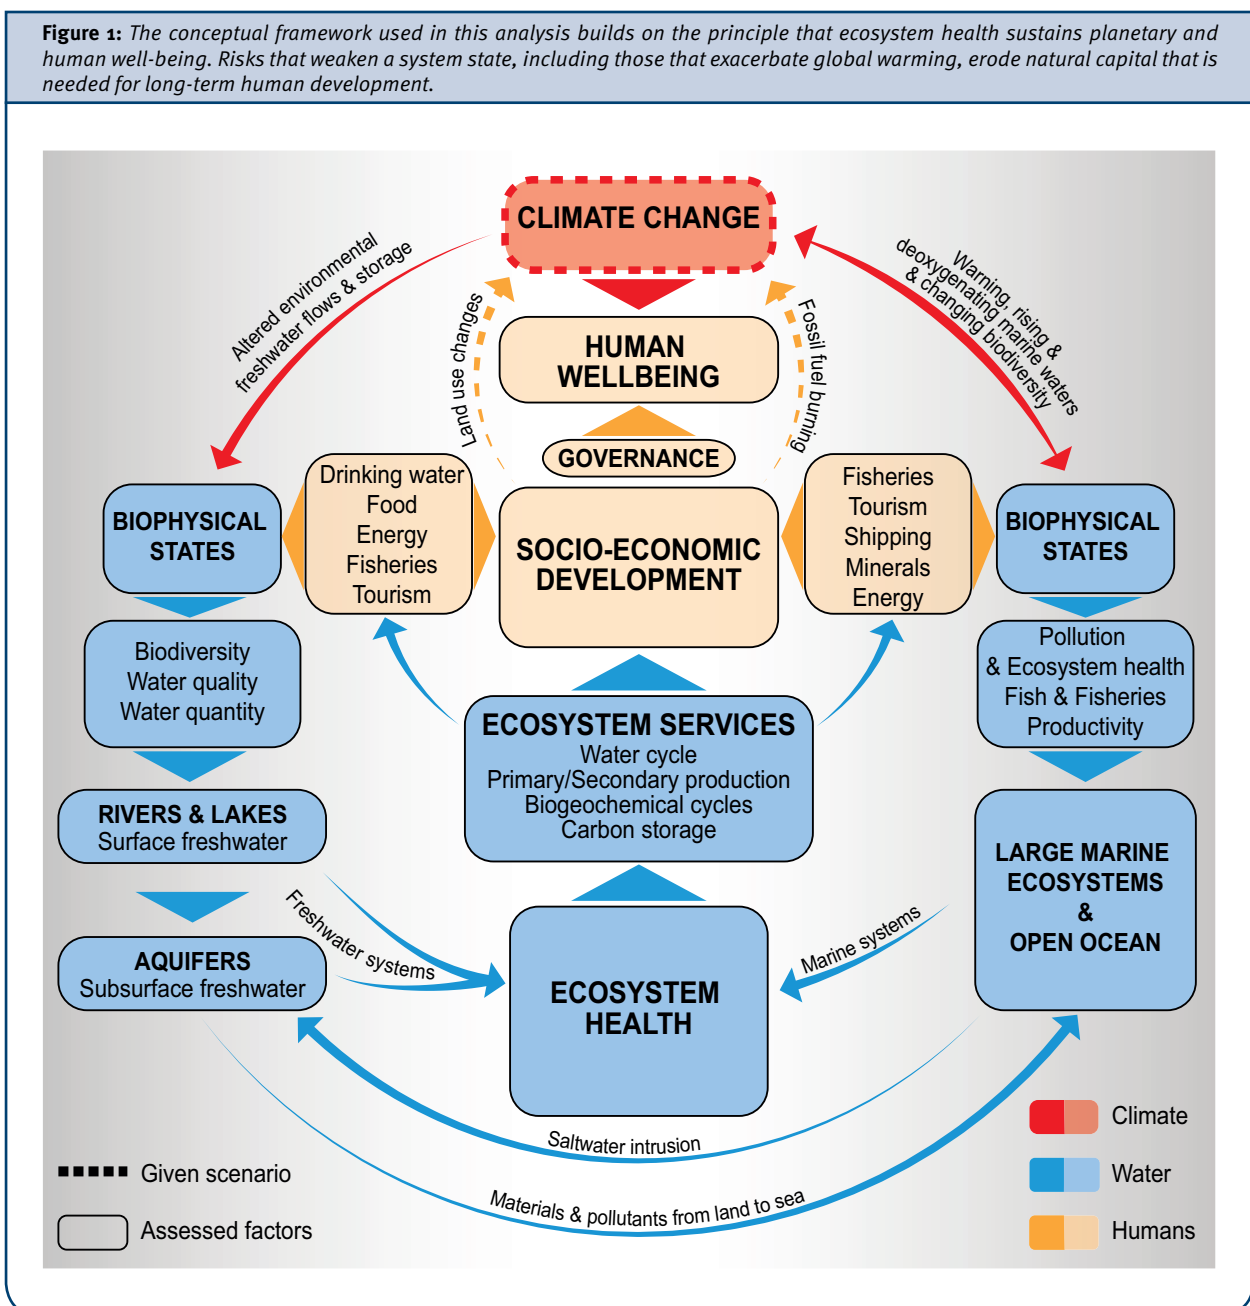 Figure 1: The conceptual framework used in this analysis builds on the principle that ecosystem health sustains planetary and
human well-being. Risks that weaken a system state, including those that exacerbate global warming, erode natural capital that is
needed for long-term human development.
CLIMATE CHANGE
Altered environmental
freshwater flows & storage
Warning, rising &
deoxygenating marine waters
& changing biodiversity
Land use changes
Fossil fuel burning
HUMAN
WELLBEING
GOVERNANCE
BIOPHYSICAL
STATES
Drinking water
Food
Energy
Fisheries
Tourism
SOCIO-ECONOMIC
DEVELOPMENT
Fisheries
Tourism
Shipping
Minerals
Energy
BIOPHYSICAL
STATES
Biodiversity
Water quality
Water quantity
ECOSYSTEM SERVICES
Water cycle
Primary/Secondary production
Biogeochemical cycles
Carbon storage
Pollution
& Ecosystem health
Fish & Fisheries
Productivity
RIVERS & LAKES
Surface freshwater
LARGE MARINE
ECOSYSTEMS
&
OPEN OCEAN
Freshwater systems
Marine systems
AQUIFERS
Subsurface freshwater
ECOSYSTEM
HEALTH
Saltwater intrusion
Materials & pollutants from land to sea
Given scenario
Assessed factors
Climate
Water
Humans